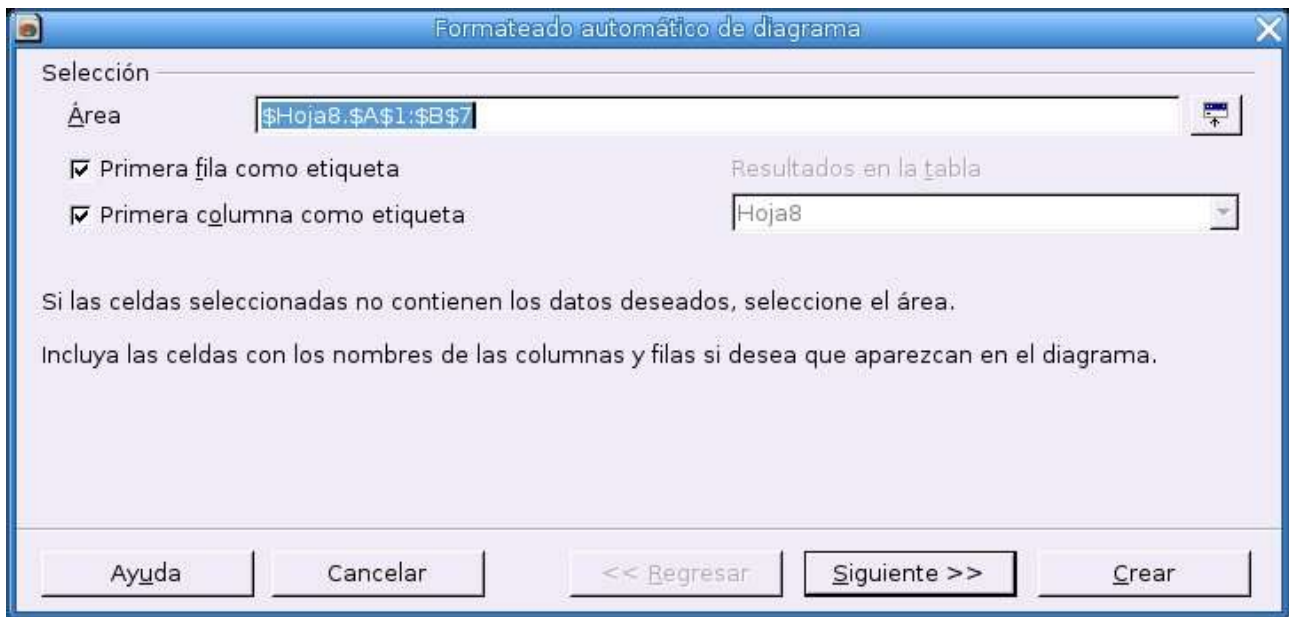 Formateado automático de diagrama
Selección
Área $Hoja8.$A$1:$B$7
Primera fila como etiqueta Resultados en la tabla
Primera columna como etiqueta Hoja8
Si las celdas seleccionadas no contienen los datos deseados, seleccione el área.
Incluya las celdas con los nombres de las columnas y filas si desea que aparezcan en el diagrama.
Ayuda Cancelar << Regresar Siguiente >> Crear